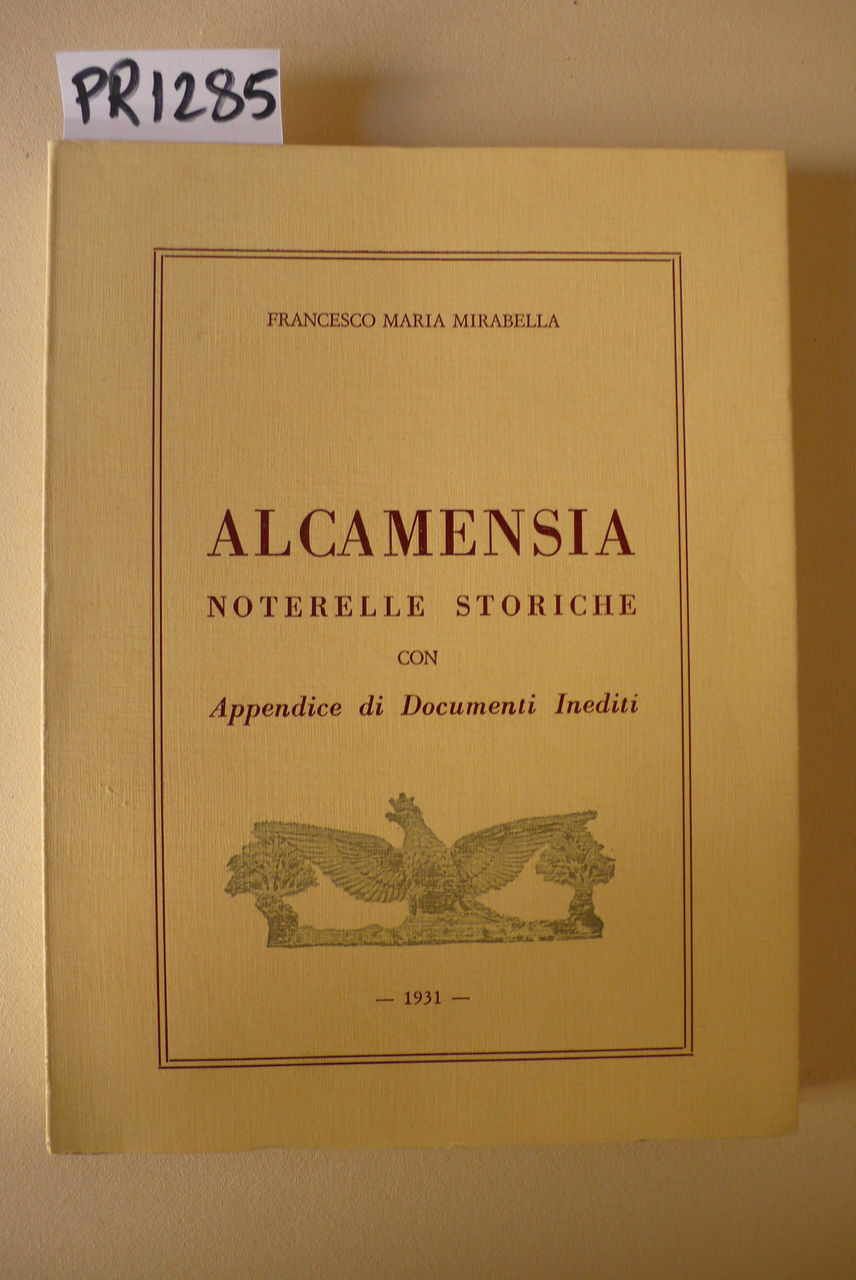 PR1285
FRANCESCO MARIA MIRABELLA
ALCAMENSIA
NOTERELLE STORICHE
CON
Appendice di Documenti Inediti
— 1931 —